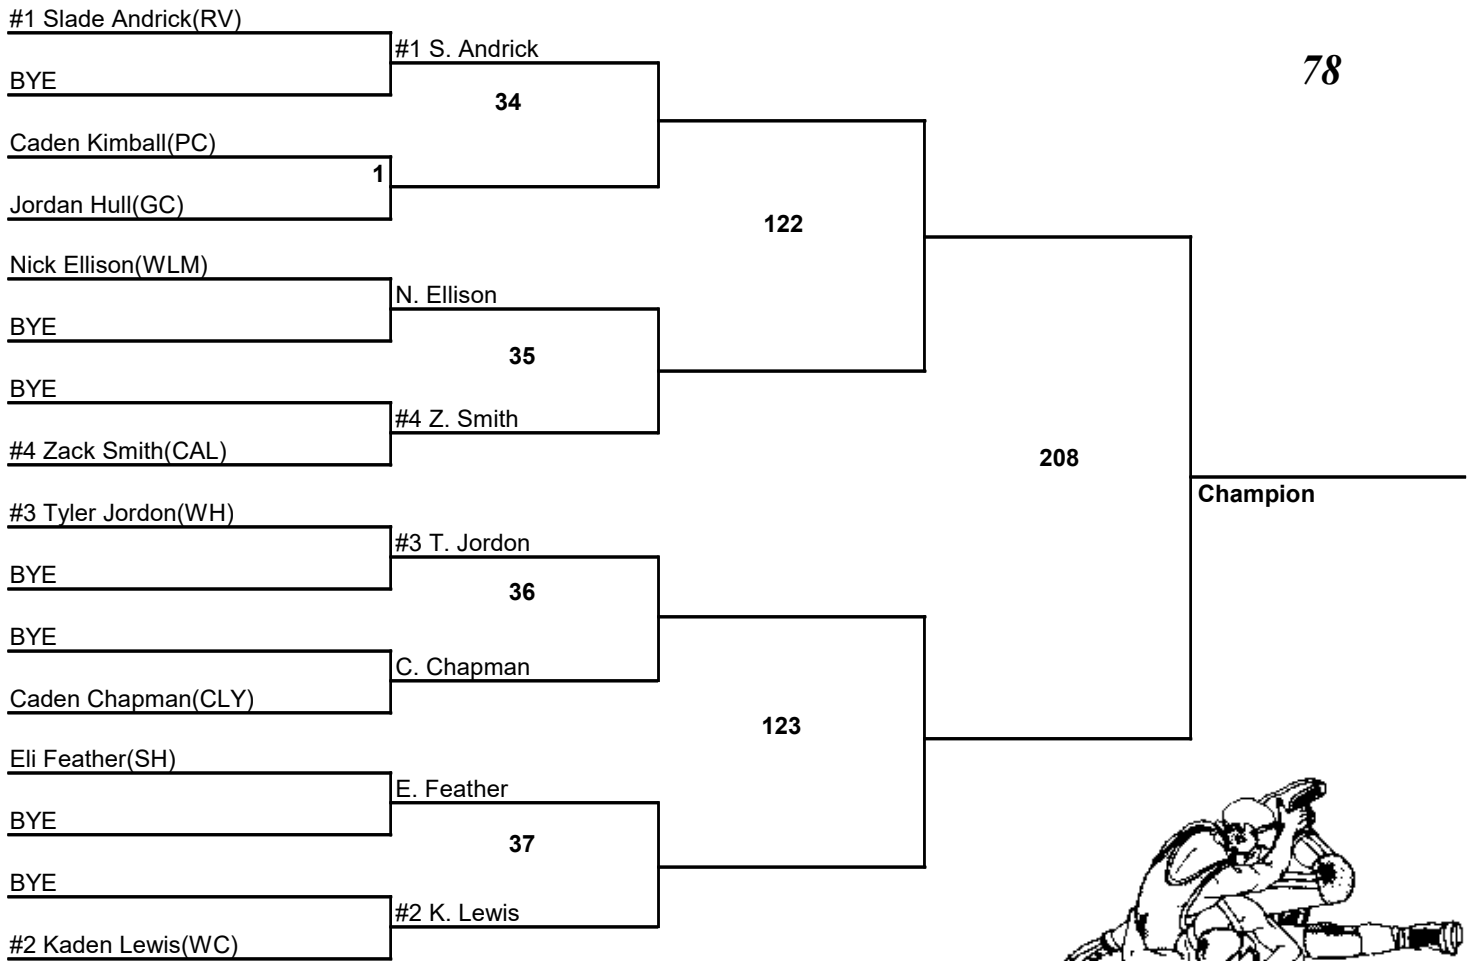 #1 Slade Andrick(RV)
#1 S. Andrick
78
BYE
34
Caden Kimball(PC)
1
Jordan Hull(GC)
122
Nick Ellison(WLM)
N. Ellison
BYE
35
BYE
#4 Z. Smith
#4 Zack Smith(CAL)
208
Champion
#3 Tyler Jordon(WH)
#3 T. Jordon
BYE
36
BYE
C. Chapman
Caden Chapman(CLY)
123
Eli Feather(SH)
E. Feather
BYE
37
BYE
#2 K. Lewis
#2 Kaden Lewis(WC)